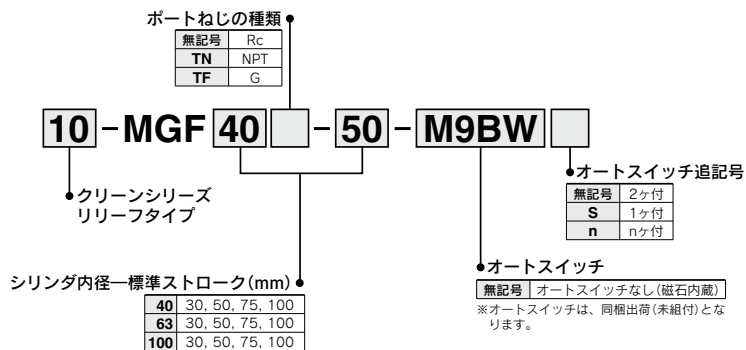 ポートねじの種類
無記号 Rc
TN NPT
TF G
10-MGF 40 - 50 - M9BW
クリーンシリーズ
リリーフタイプ
オートスイッチ追記号
無記号 2ヶ付
S 1ヶ付
n nヶ付
シリンダ内径―標準ストローク(mm)
40 30, 50, 75, 100
63 30, 50, 75, 100
100 30, 50, 75, 100
オートスイッチ
無記号 オートスイッチなし(磁石内蔵)
※オートスイッチは、同梱出荷(未組付)とな
ります。